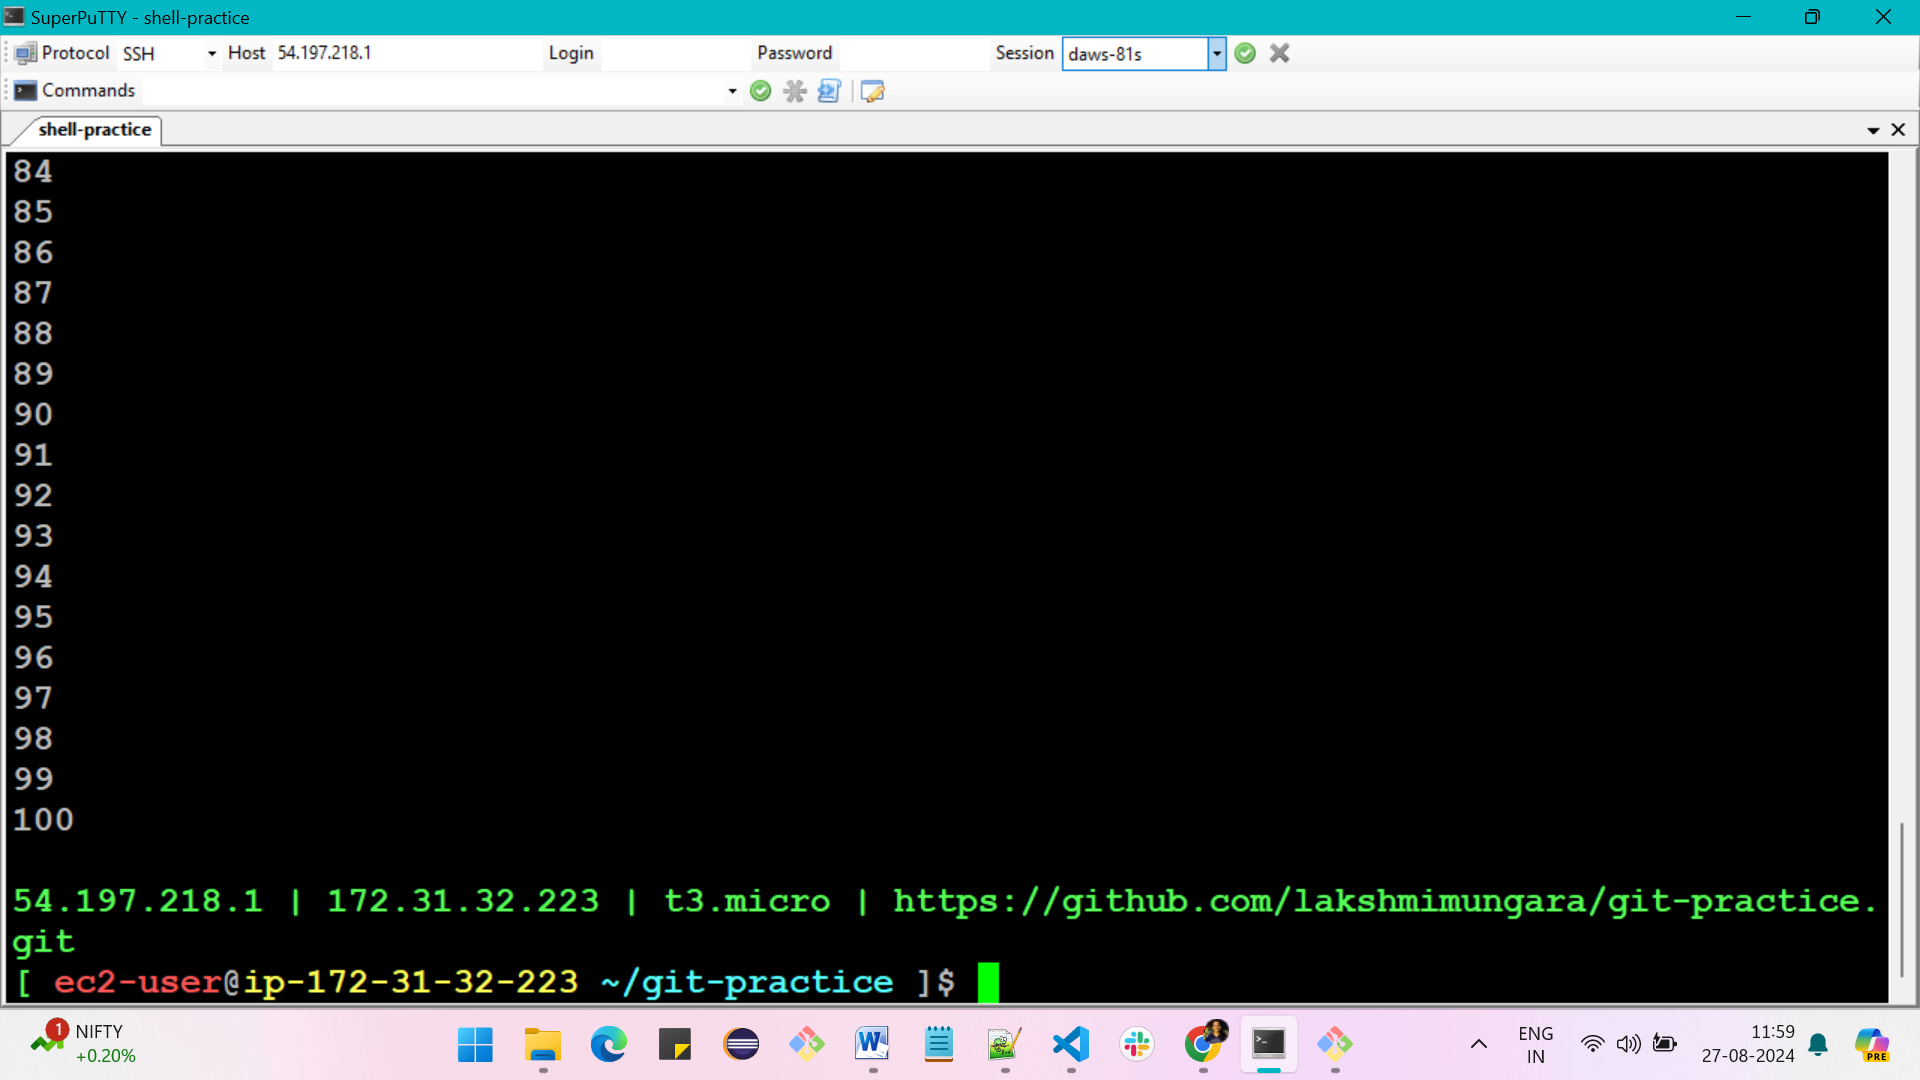 SuperPuTTY - shell-practice
Protocol SSH Host 54.197.218.1 Login Password Session daws-81s
Commands
shell-practice
84
85
86
87
88
89
90
91
92
93
94
95
96
97
98
99
100
54.197.218.1 | 172.31.32.223 | t3.micro | https://github.com/lakshmimungara/git-practice.
git
[ ec2-user@ip-172-31-32-223 ~/git-practice ]$
1 NIFTY
+0.20%
ENG
IN
11:59
27-08-2024
PRE